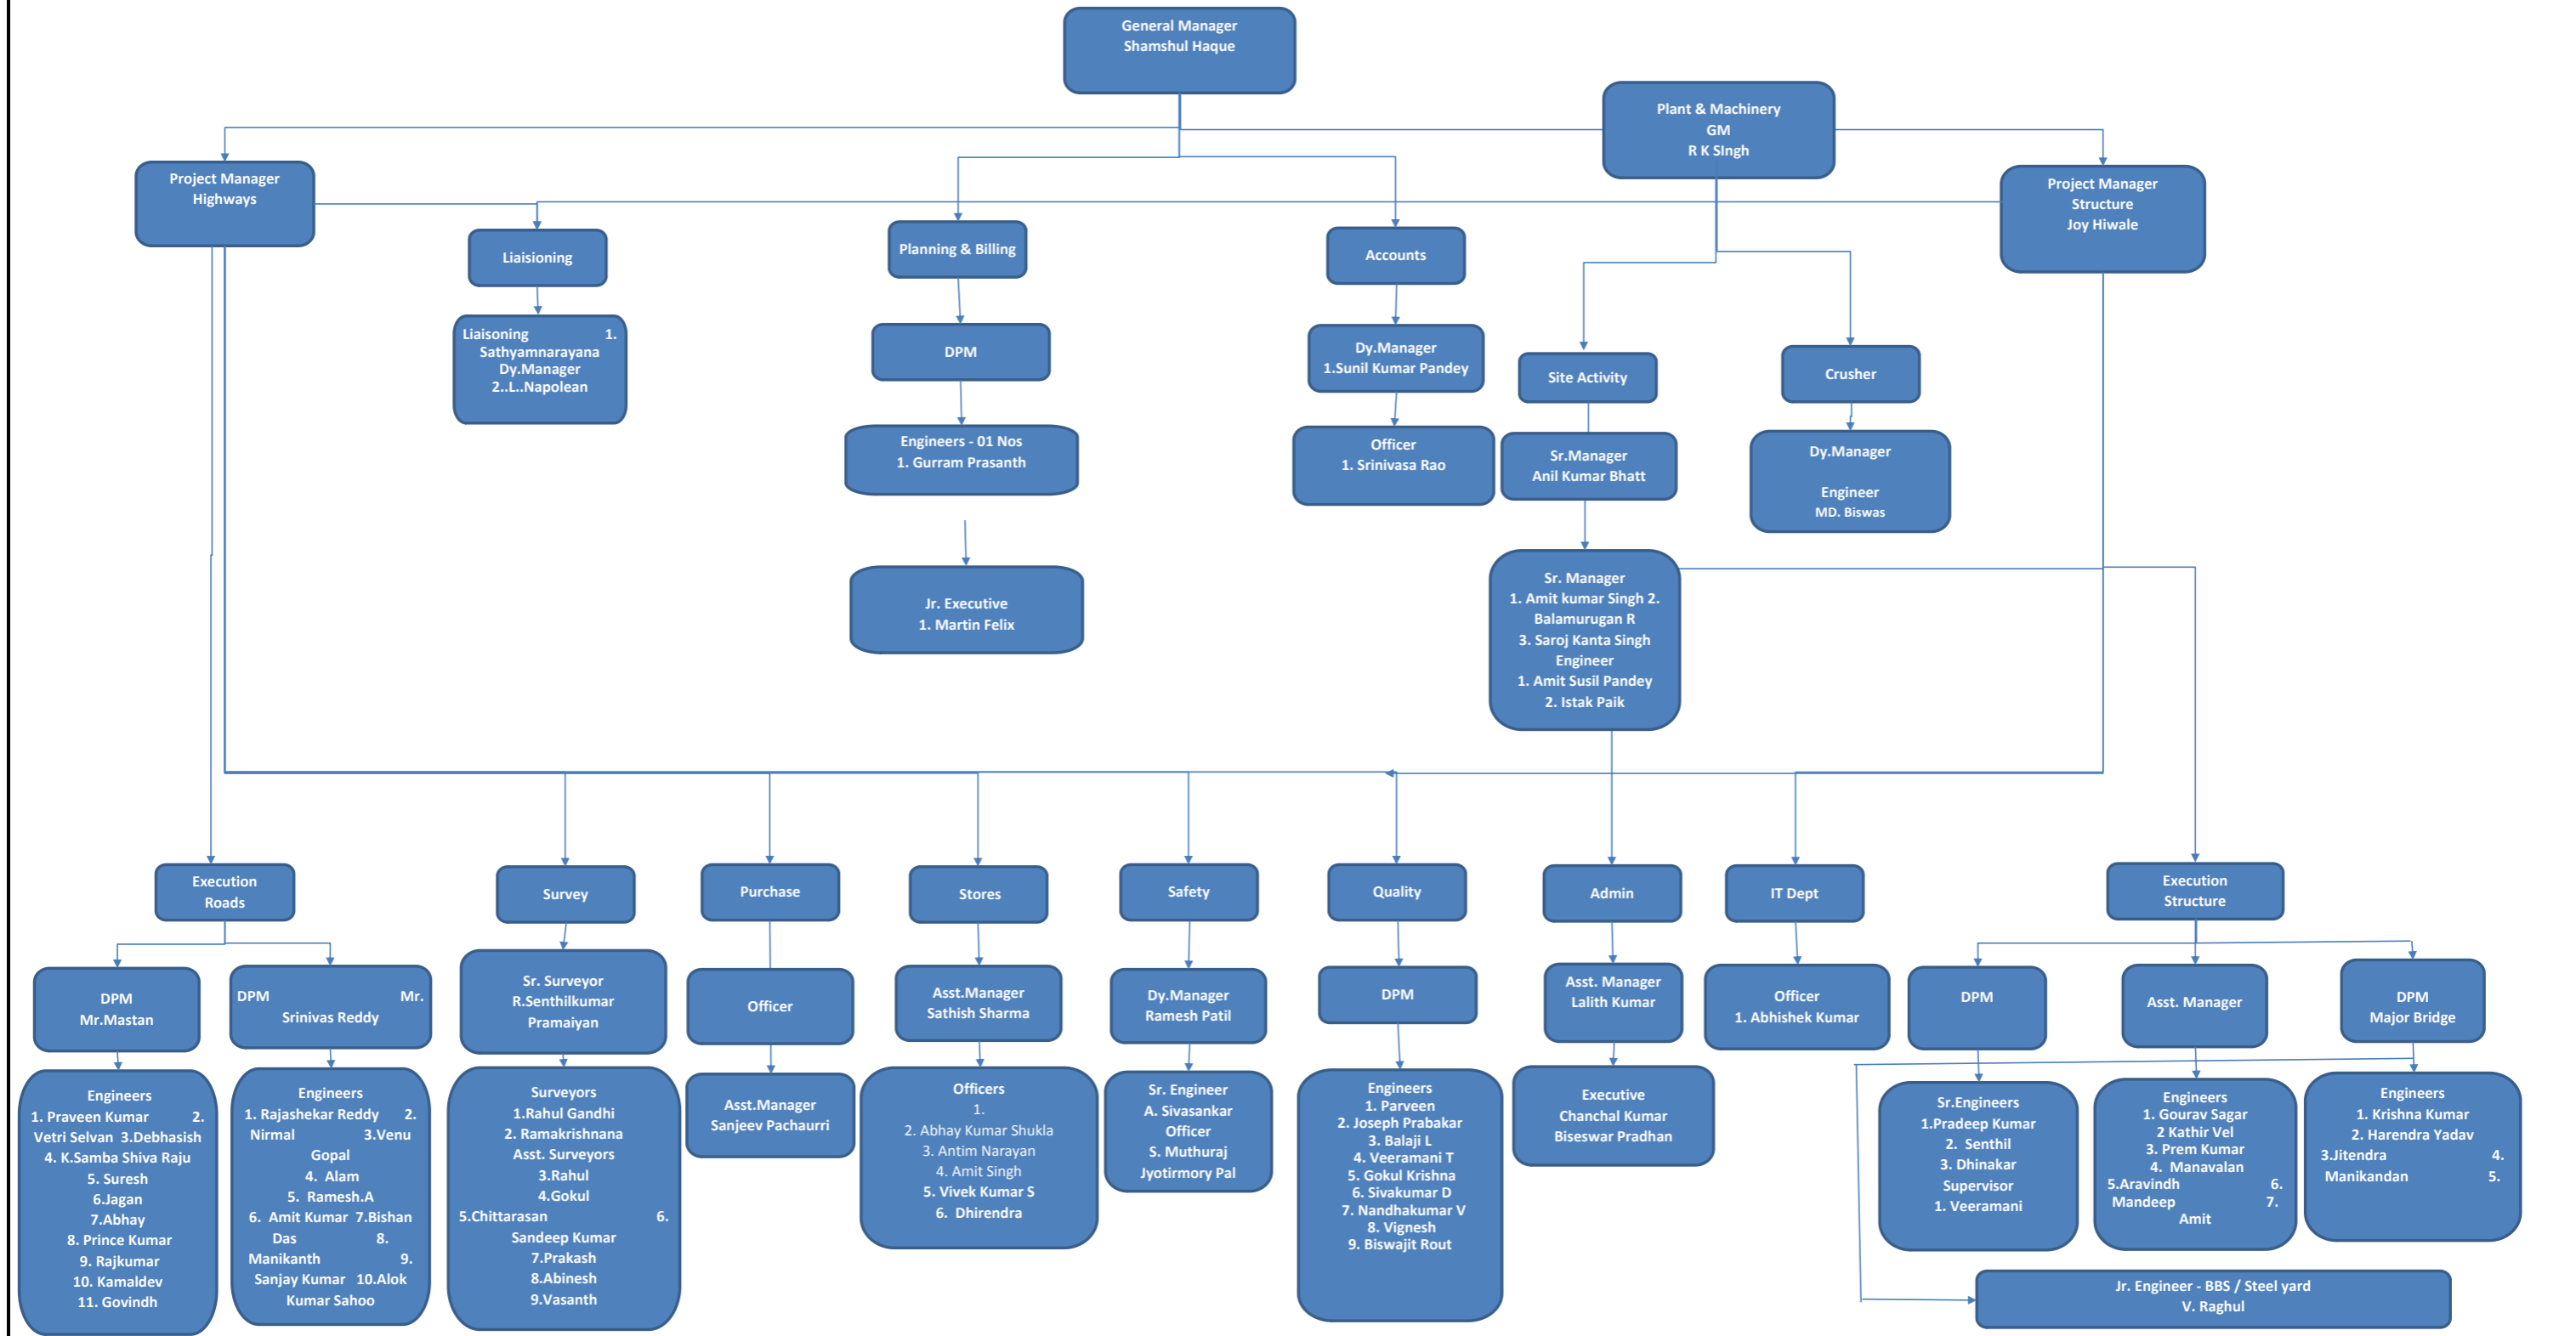 General Manager
Shamshul Haque
Plant & Machinery
GM
R K SIngh
Project Manager
Highways
Project Manager
Structure
Joy Hiwale
Liaisioning
Planning & Billing
Accounts
Liaisoning 1.
Sathyamnarayana
Dy.Manager
2..L..Napolean
DPM
Dy.Manager
1.Sunil Kumar Pandey
Site Activity
Crusher
Engineers - 01 Nos
1. Gurram Prasanth
Officer
1. Srinivasa Rao
Sr.Manager
Anil Kumar Bhatt
Dy.Manager
Engineer
MD. Biswas
Jr. Executive
1. Martin Felix
Sr. Manager
1. Amit kumar Singh 2.
Balamurugan R
3. Saroj Kanta Singh
Engineer
1. Amit Susil Pandey
2. Istak Paik
Execution
Roads
Survey
Purchase
Stores
Safety
Quality
Admin
IT Dept
Execution
Structure
DPM
Mr.Mastan
DPM Mr.
Srinivas Reddy
Sr. Surveyor
R.Senthilkumar
Pramaiyan
Officer
Asst.Manager
Sathish Sharma
Dy.Manager
Ramesh Patil
DPM
Asst. Manager
Lalith Kumar
Officer
1. Abhishek Kumar
DPM
Asst. Manager
DPM
Major Bridge
Engineers
1. Praveen Kumar 2.
Vetri Selvan 3.Debhasish
4. K.Samba Shiva Raju
5. Suresh
6.Jagan
7.Abhay
8. Prince Kumar
9. Rajkumar
10. Kamaldev
11. Govindh
Engineers
1. Rajashekar Reddy 2.
Nirmal 3.Venu
Gopal
4. Alam
5. Ramesh.A
6. Amit Kumar 7.Bishan
Das 8.
Manikanth 9.
Sanjay Kumar 10.Alok
Kumar Sahoo
Surveyors
1.Rahul Gandhi
2. Ramakrishnana
Asst. Surveyors
3.Rahul
4.Gokul
5.Chittarasan 6.
Sandeep Kumar
7.Prakash
8.Abinesh
9.Vasanth
Asst.Manager
Sanjeev Pachaurri
Officers
1.
2. Abhay Kumar Shukla
3. Antim Narayan
4. Amit Singh
5. Vivek Kumar S
6. Dhirendra
Sr. Engineer
A. Sivasankar
Officer
S. Muthuraj
Jyotirmory Pal
Engineers
1. Parveen
2. Joseph Prabakar
3. Balaji L
4. Veeramani T
5. Gokul Krishna
6. Sivakumar D
7. Nandhakumar V
8. Vignesh
9. Biswajit Rout
Executive
Chanchal Kumar
Biseswar Pradhan
Sr.Engineers
1.Pradeep Kumar
2. Senthil
3. Dhinakar
Supervisor
1. Veeramani
Engineers
1. Gourav Sagar
2 Kathir Vel
3. Prem Kumar
4. Manavalan
5.Aravindh 6.
Mandeep 7.
Amit
Engineers
1. Krishna Kumar
2. Harendra Yadav
3.Jitendra 4.
Manikandan 5.
Jr. Engineer - BBS / Steel yard
V. Raghul